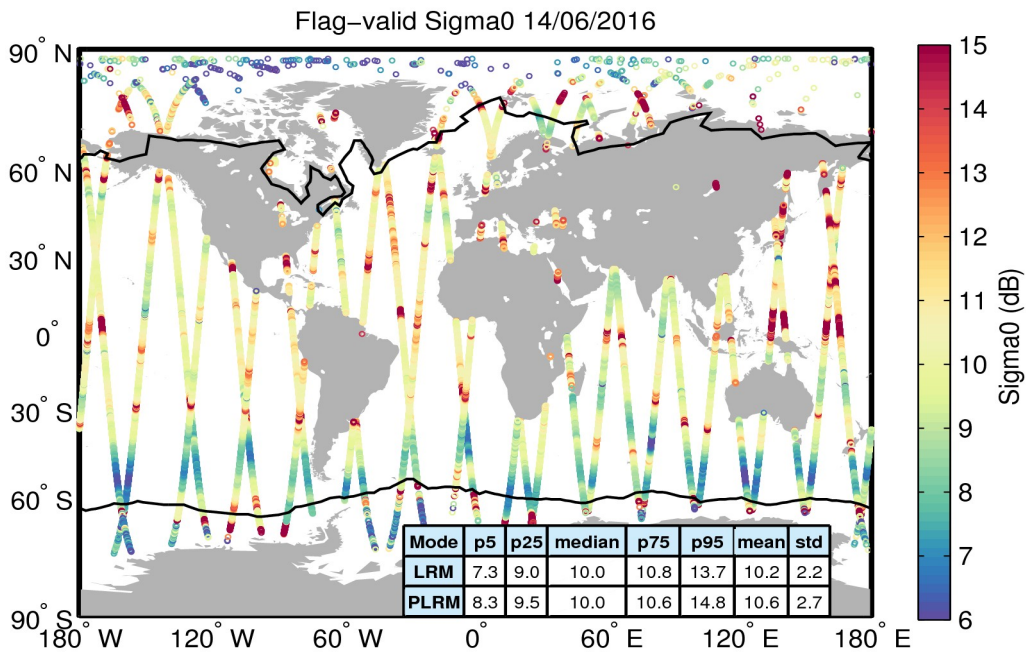 Flag−valid Sigma0 14/06/2016
90° N
60° N
30° N
0°
30° S
60° S
90° S
180° W
120° W
60° W
0°
60° E
120° E
180° E
15
14
13
12
11
10
9
8
7
6
Sigma0 (dB)
Mode p5 p25 median p75 p95 mean std
LRM 7.3 9.0 10.0 10.8 13.7 10.2 2.2
PLRM 8.3 9.5 10.0 10.6 14.8 10.6 2.7